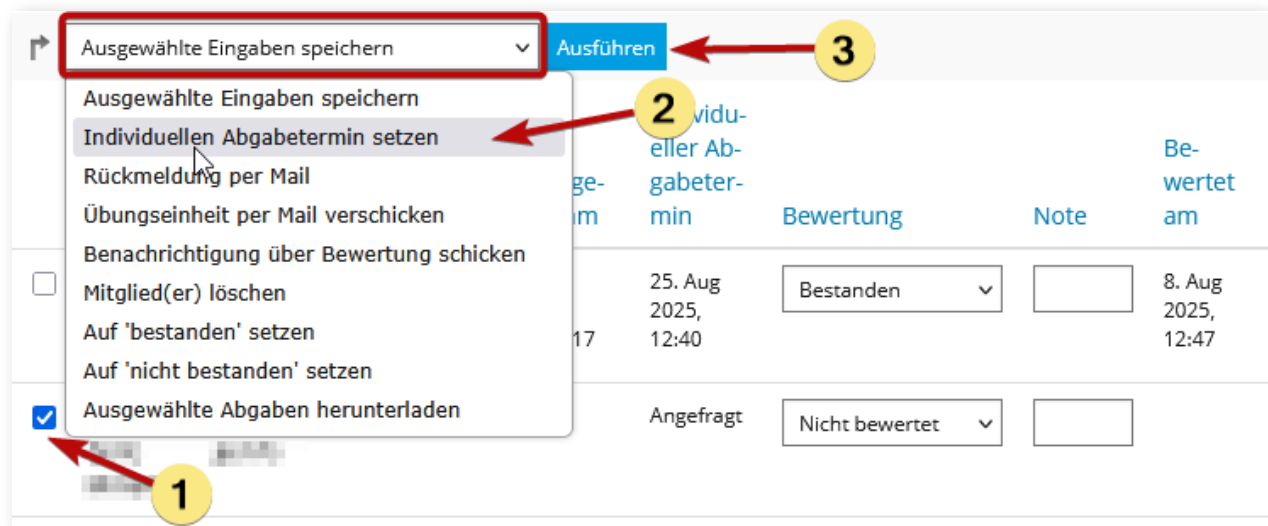 Ausgewählte Eingaben speichern
Ausführen
3
Ausgewählte Eingaben speichern
Individuellen Abgabetermin setzen
2
Rückmeldung per Mail
Übungseinheit per Mail verschicken
Benachrichtigung über Bewertung schicken
Mitglied(er) löschen
Auf 'bestanden' setzen
Auf 'nicht bestanden' setzen
Ausgewählte Abgaben herunterladen
ge-
am
vidu-
eller Ab-
gabeter-
min
Bewertung
Note
Be-
wertet
am
17
25. Aug
2025,
12:40
Bestanden
8. Aug
2025,
12:47
Angefragt
Nicht bewertet
1